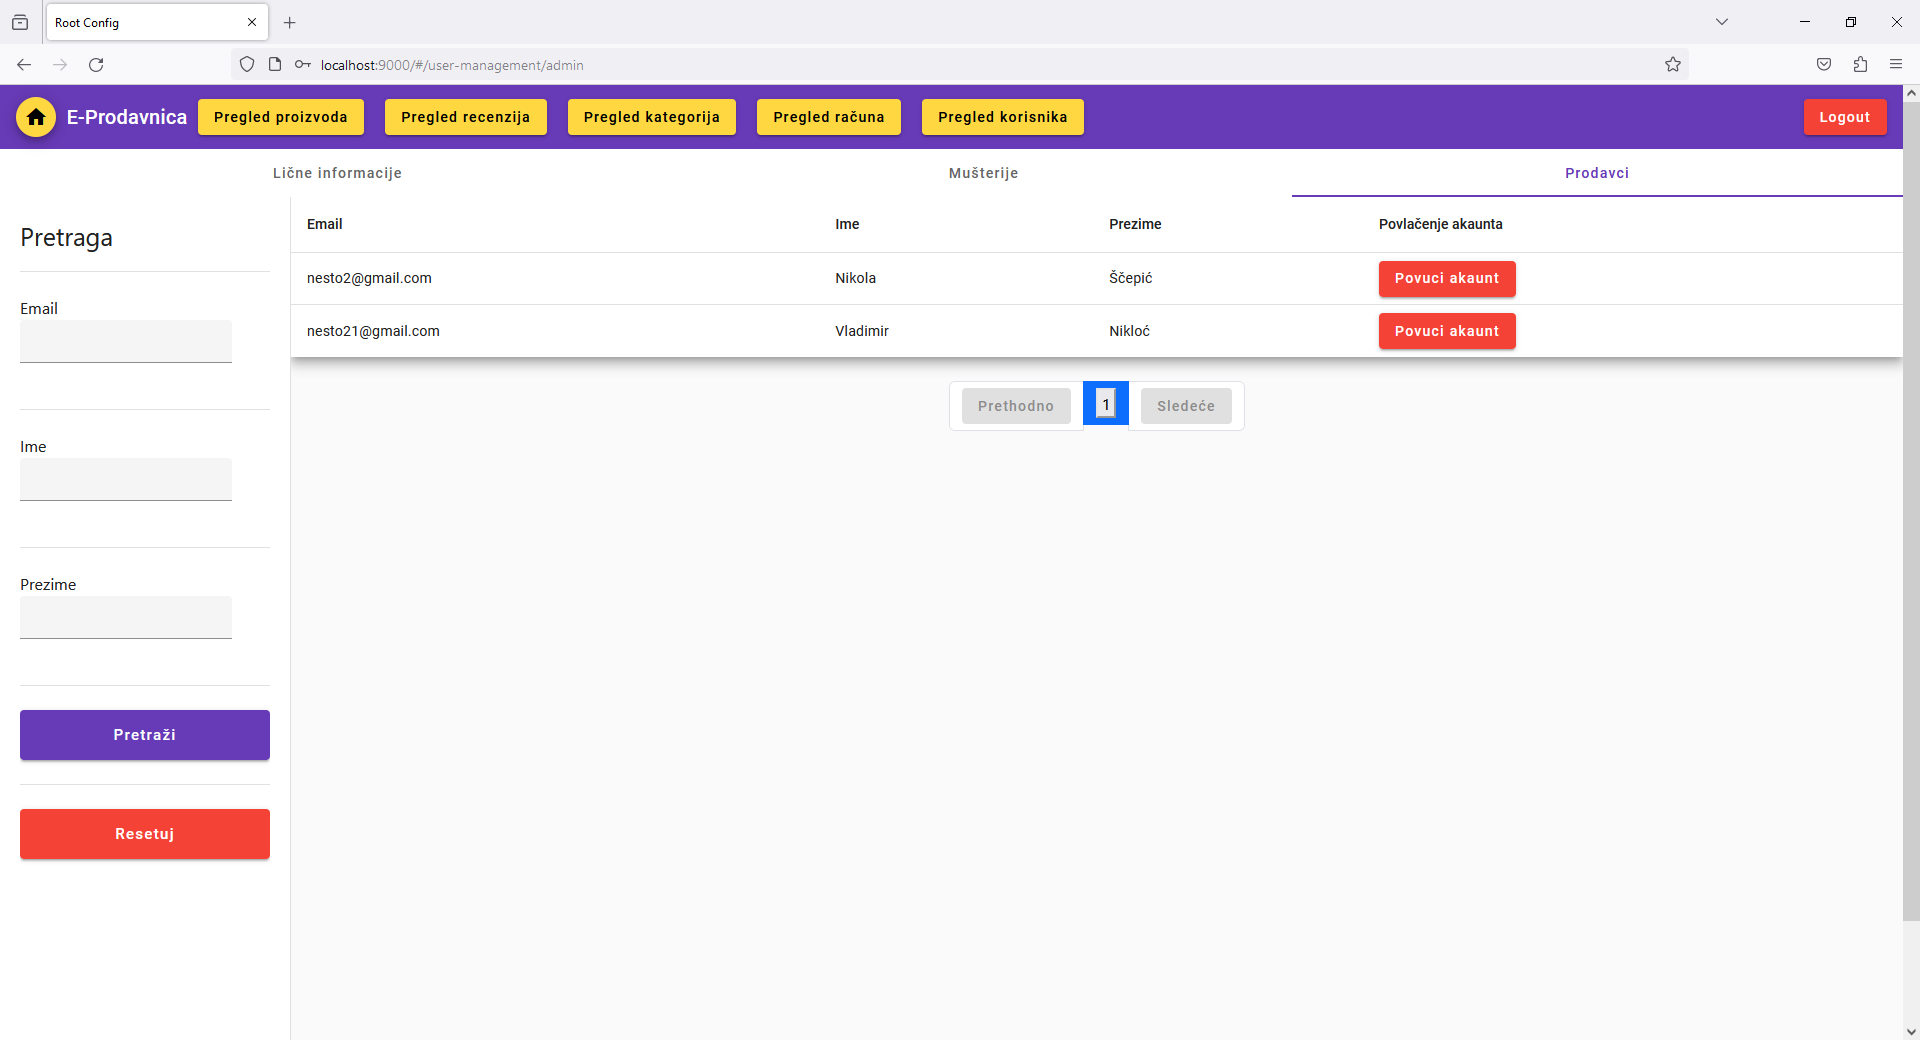 Root Config
localhost:9000/#/user-management/admin
E-Prodavnica Pregled proizvoda Pregled recenzija Pregled kategorija Pregled računa Pregled korisnika Logout
Lične informacije Mušterije Prodavci
Pretraga
Email
Ime
Prezime
Pretraži
Resetuj
Email Ime Prezime Povlačenje akaunta
nesto2@gmail.com Nikola Ščepić Povuci akaunt
nesto21@gmail.com Vladimir Nikloć Povuci akaunt
Prethodno 1 Sledeće